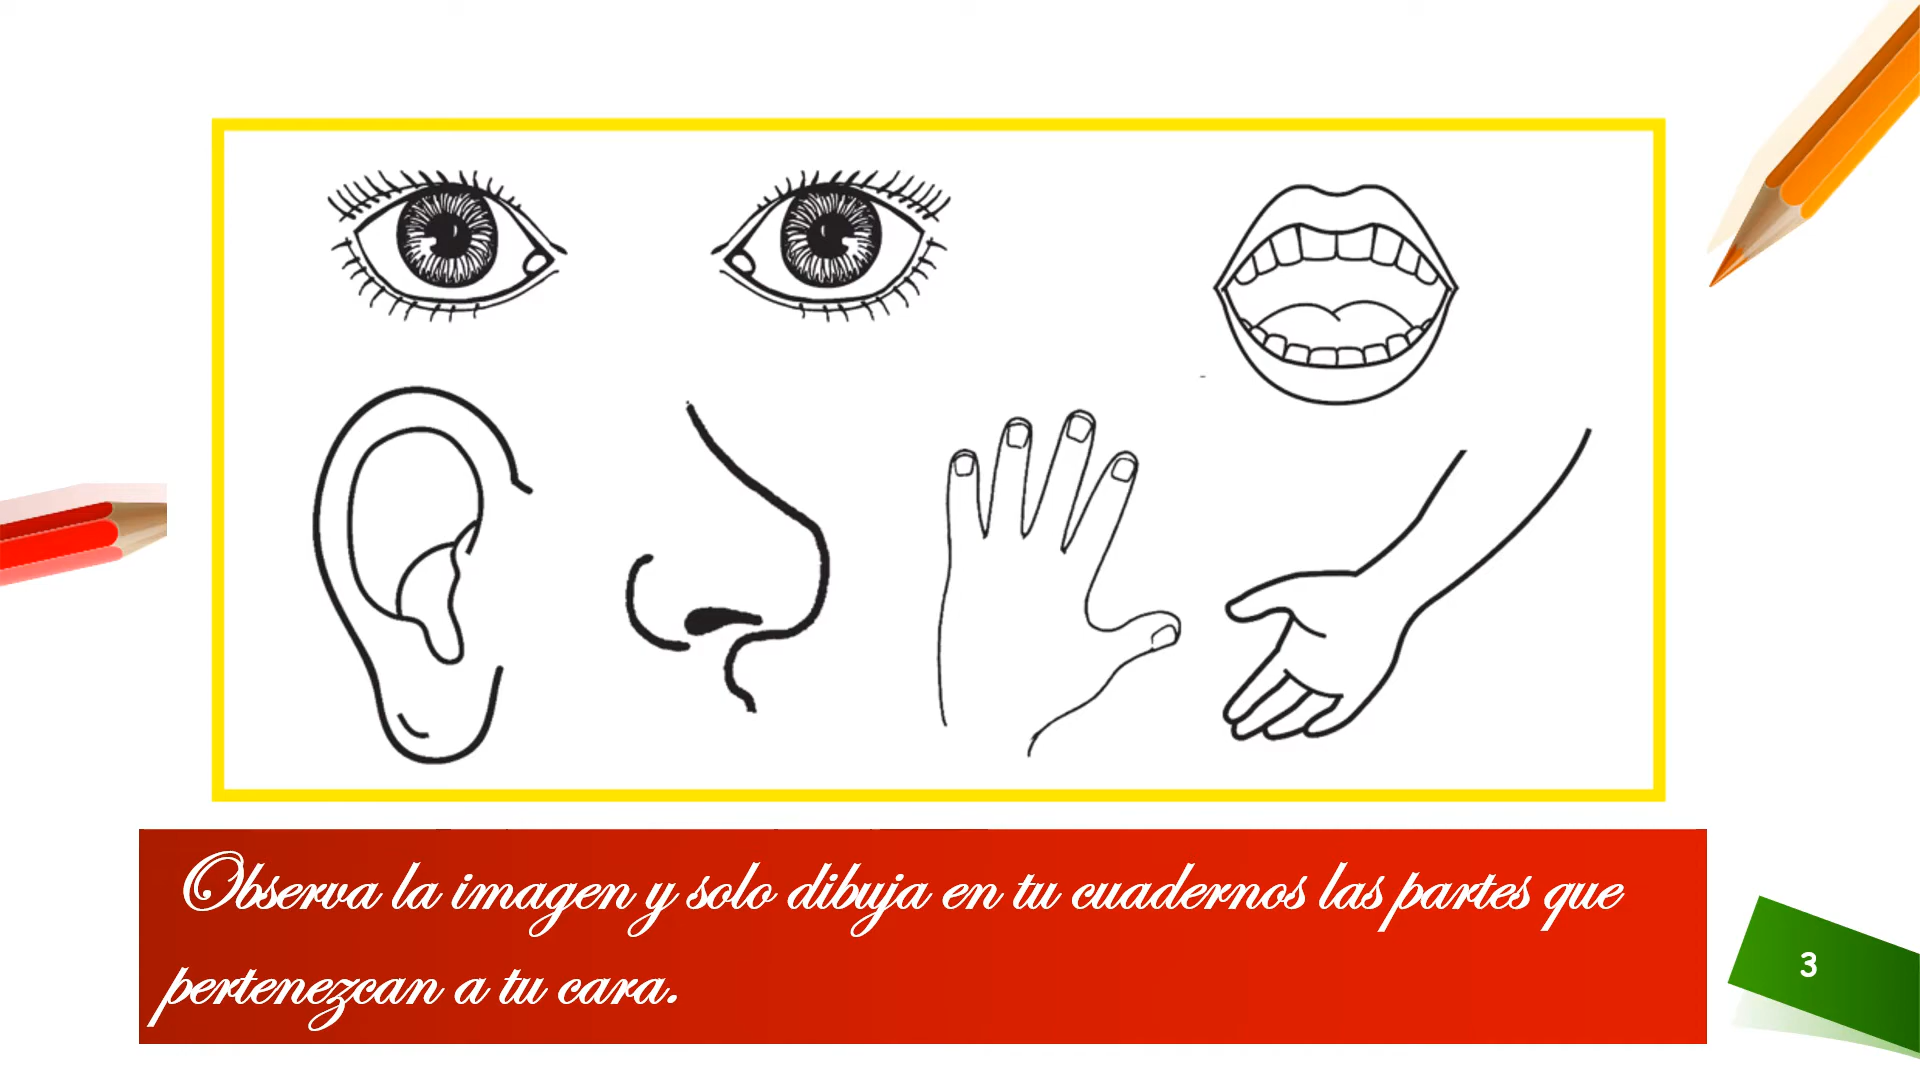 Observa la imagen y solo dibuja en tu cuadernos las partes que
pertenezcan a tu cara.
3